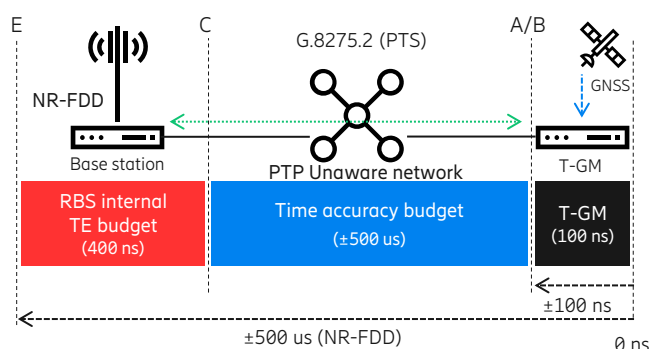 E
C
A/B
G.8275.2 (PTS)
GNSS
NR-FDD
Base station
PTP Unaware network
T-GM
RBS internal
TE budget
(400 ns)
Time accuracy budget
(±500 us)
T-GM
(100 ns)
±100 ns
±500 us (NR-FDD)
0 ns